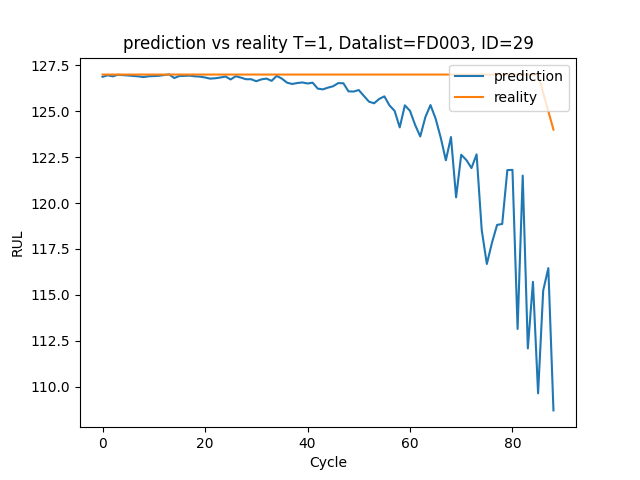 prediction vs reality T=1, Datalist=FD003, ID=29
127.5
125.0
122.5
120.0
117.5
115.0
112.5
110.0
RUL
prediction
reality
0
20
40
60
80
Cycle